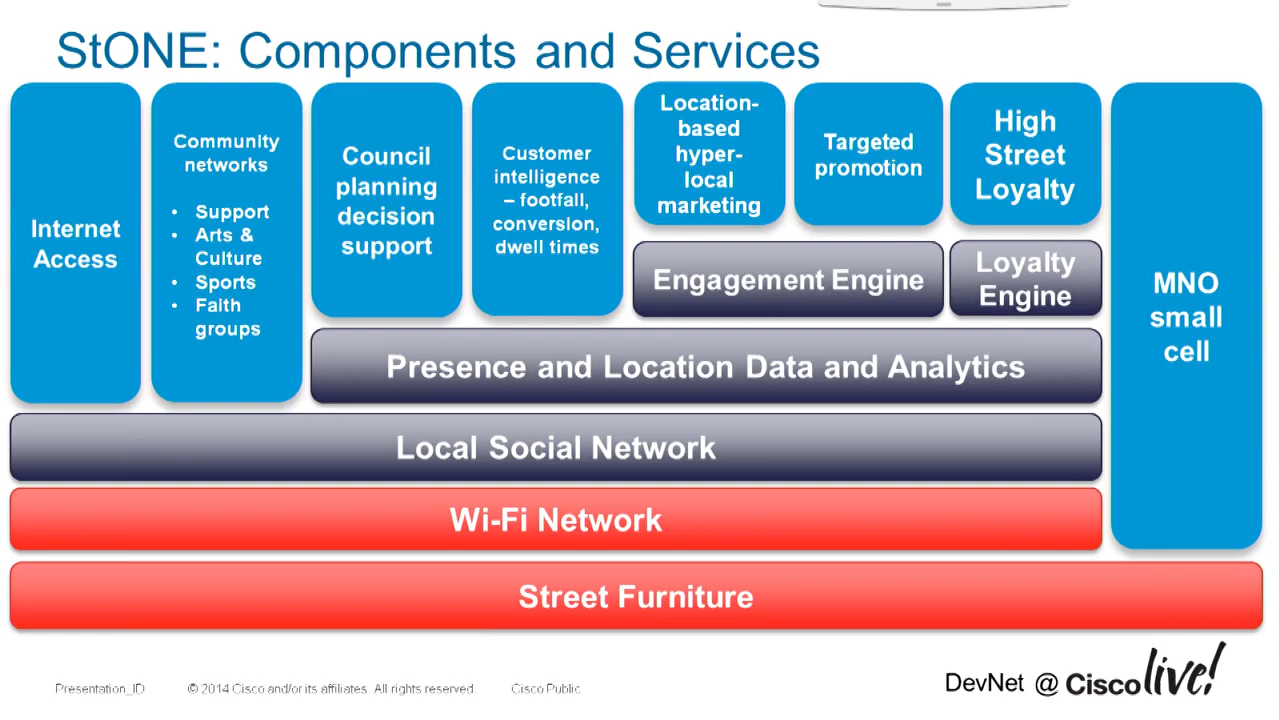 StONE: Components and Services
Internet
Access
Community
networks
• Support
• Arts &
Culture
• Sports
• Faith
groups
Council
planning
decision
support
Customer
intelligence
– footfall,
conversion,
dwell times
Location-
based
hyper-
local
marketing
Targeted
promotion
High
Street
Loyalty
Engagement Engine
Loyalty
Engine
MNO
small
cell
Presence and Location Data and Analytics
Local Social Network
Wi-Fi Network
Street Furniture
Presentation_ID
© 2014 Cisco and/or its affiliates. All rights reserved.
Cisco Public
DevNet @ Cisco live!